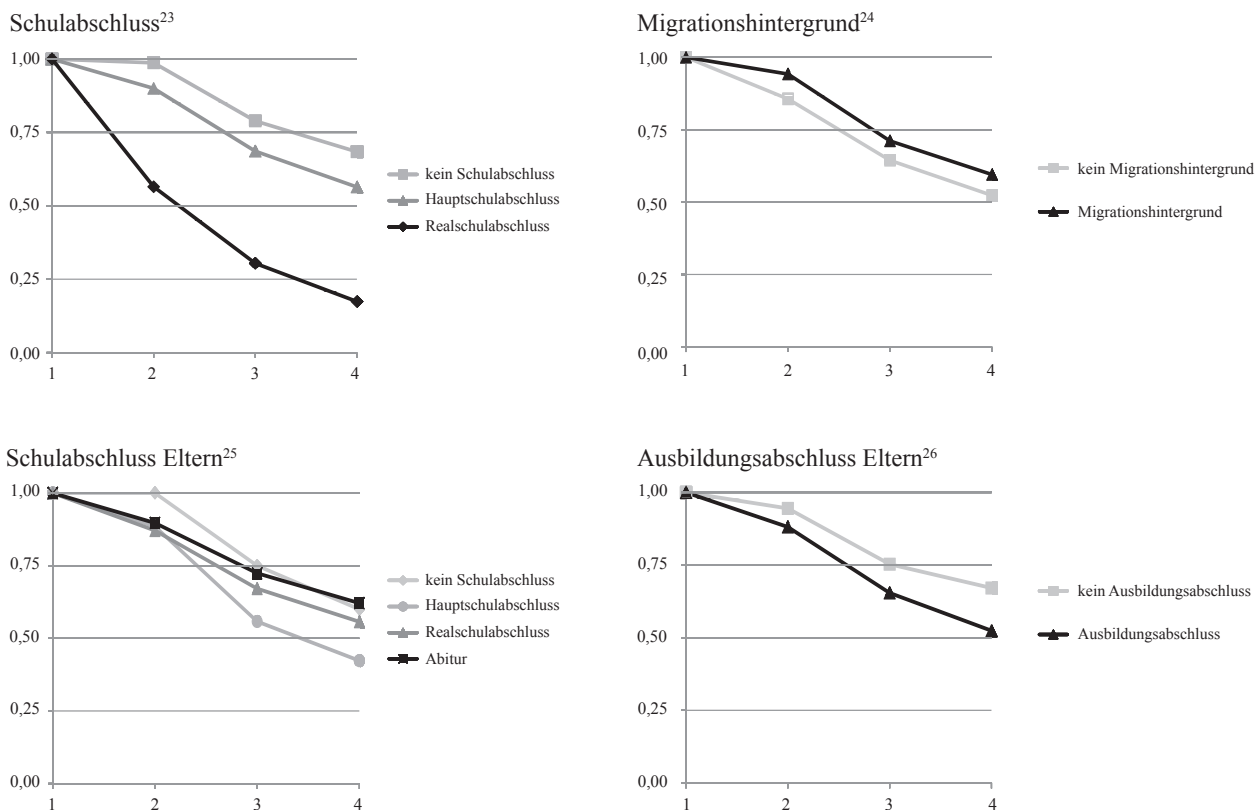 Schulabschluss²³
1,00
0,75
0,50
0,25
0,00
1 2 3 4
kein Schulabschluss
Hauptschulabschluss
Realschulabschluss
Migrationshintergrund²⁴
1,00
0,75
0,50
0,25
0,00
1 2 3 4
kein Migrationshintergrund
Migrationshintergrund
Schulabschluss Eltern²⁵
1,00
0,75
0,50
0,25
0,00
1 2 3 4
kein Schulabschluss
Hauptschulabschluss
Realschulabschluss
Abitur
Ausbildungsabschluss Eltern²⁶
1,00
0,75
0,50
0,25
0,00
1 2 3 4
kein Ausbildungsabschluss
Ausbildungsabschluss